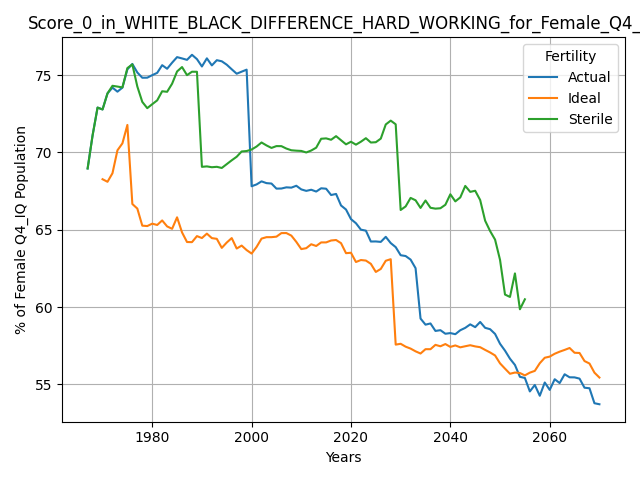 Score_0_in_WHITE_BLACK_DIFFERENCE_HARD_WORKING_for_Female_Q4_
Fertility
Actual
Ideal
Sterile
% of Female Q4_IQ Population
75
70
65
60
55
1980
2000
2020
2040
2060
Years